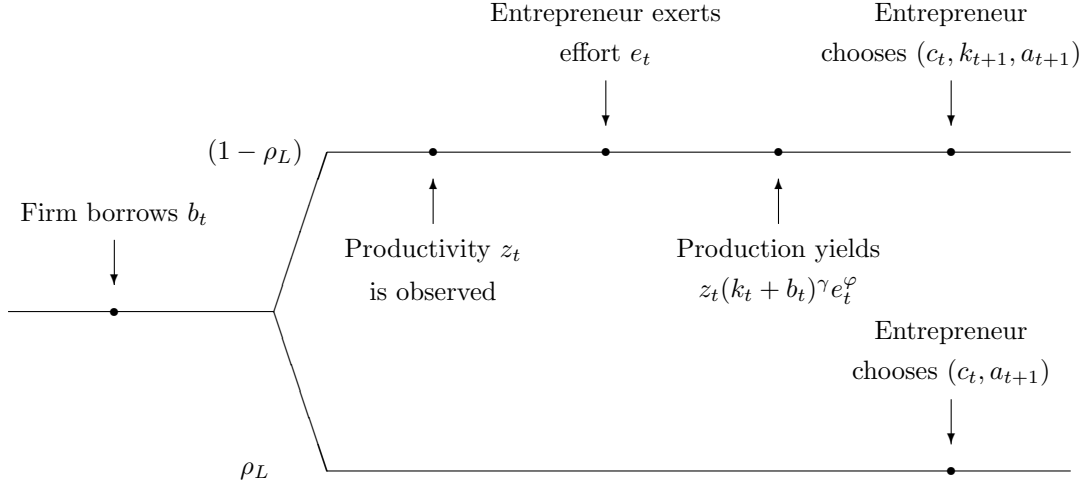 Entrepreneur exerts
effort $e_t$
Entrepreneur
chooses $(c_t, k_{t+1}, a_{t+1})$
$(1 - \rho_L)$
Firm borrows $b_t$
Productivity $z_t$
is observed
Production yields
$z_t(k_t + b_t)^\gamma e_t^\varphi$
Entrepreneur
chooses $(c_t, a_{t+1})$
$\rho_L$